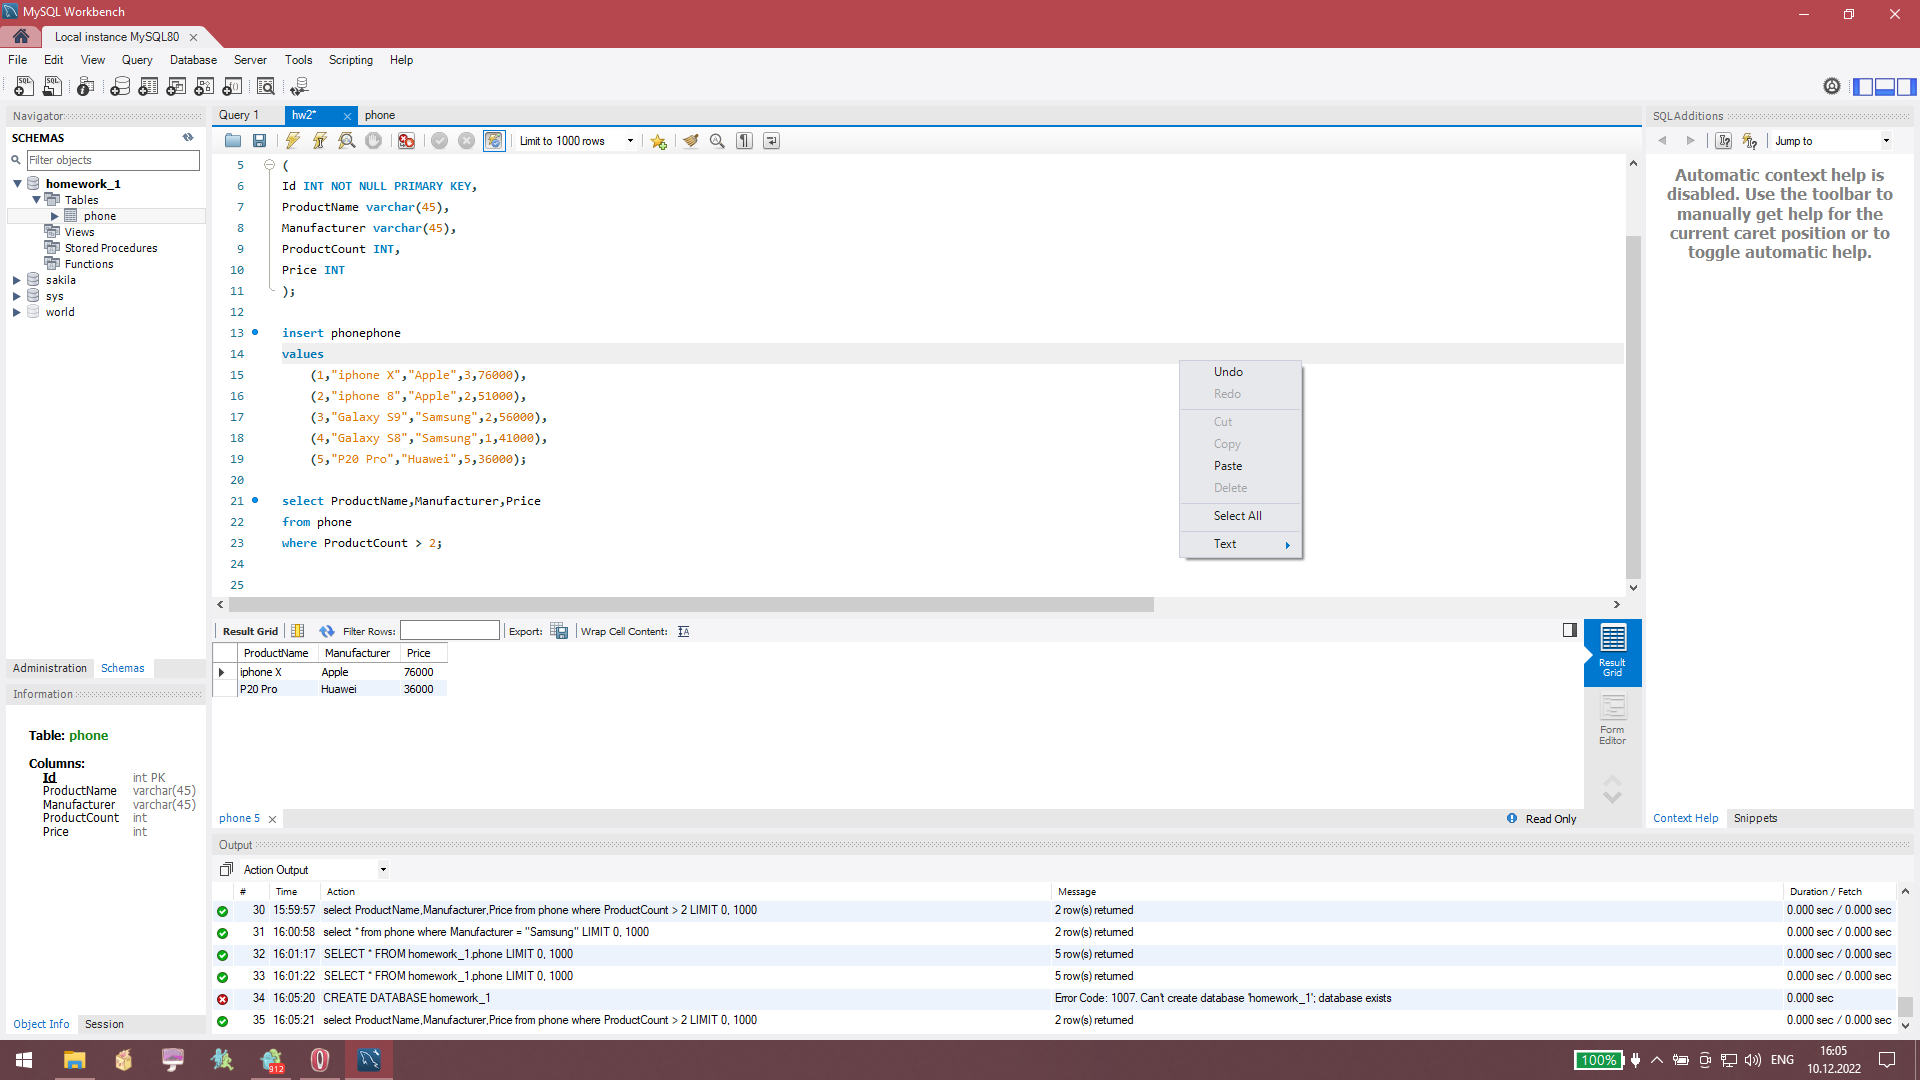 MySQL Workbench
Local instance MySQL80
File Edit View Query Database Server Tools Scripting Help
Navigator
SCHEMAS
Filter objects
homework_1
Tables
phone
Views
Stored Procedures
Functions
sakila
sys
world
Administration Schemas
Information
Table: phone
Columns:
Id int PK
ProductName varchar(45)
Manufacturer varchar(45)
ProductCount int
Price int
Object Info Session
Query 1 hw2* phone
Limit to 1000 rows
5 (
6 Id INT NOT NULL PRIMARY KEY,
7 ProductName varchar(45),
8 Manufacturer varchar(45),
9 ProductCount INT,
10 Price INT
11 );
12
13 insert phonephone
14 values
15 (1,"iphone X","Apple",3,76000),
16 (2,"iphone 8","Apple",2,51000),
17 (3,"Galaxy S9","Samsung",2,56000),
18 (4,"Galaxy S8","Samsung",1,41000),
19 (5,"P20 Pro","Huawei",5,36000);
20
21 select ProductName,Manufacturer,Price
22 from phone
23 where ProductCount > 2;
24
25
Undo
Redo
Cut
Copy
Paste
Delete
Select All
Text
Result Grid Filter Rows: Export: Wrap Cell Content:
ProductName Manufacturer Price
iphone X Apple 76000
P20 Pro Huawei 36000
Result
Grid
Form
Editor
phone 5 Read Only
SQLAdditions
Jump to
Automatic context help is
disabled. Use the toolbar to
manually get help for the
current caret position or to
toggle automatic help.
Context Help Snippets
Output
Action Output
# Time Action Message Duration / Fetch
30 15:59:57 select ProductName,Manufacturer,Price from phone where ProductCount > 2 LIMIT 0, 1000 2 row(s) returned 0.000 sec / 0.000 sec
31 16:00:58 select * from phone where Manufacturer = "Samsung" LIMIT 0, 1000 2 row(s) returned 0.000 sec / 0.000 sec
32 16:01:17 SELECT * FROM homework_1.phone LIMIT 0, 1000 5 row(s) returned 0.000 sec / 0.000 sec
33 16:01:22 SELECT * FROM homework_1.phone LIMIT 0, 1000 5 row(s) returned 0.000 sec / 0.000 sec
34 16:05:20 CREATE DATABASE homework_1 Error Code: 1007. Can't create database 'homework_1'; database exists 0.000 sec
35 16:05:21 select ProductName,Manufacturer,Price from phone where ProductCount > 2 LIMIT 0, 1000 2 row(s) returned 0.000 sec / 0.000 sec
912
100% ENG
16:05
10.12.2022